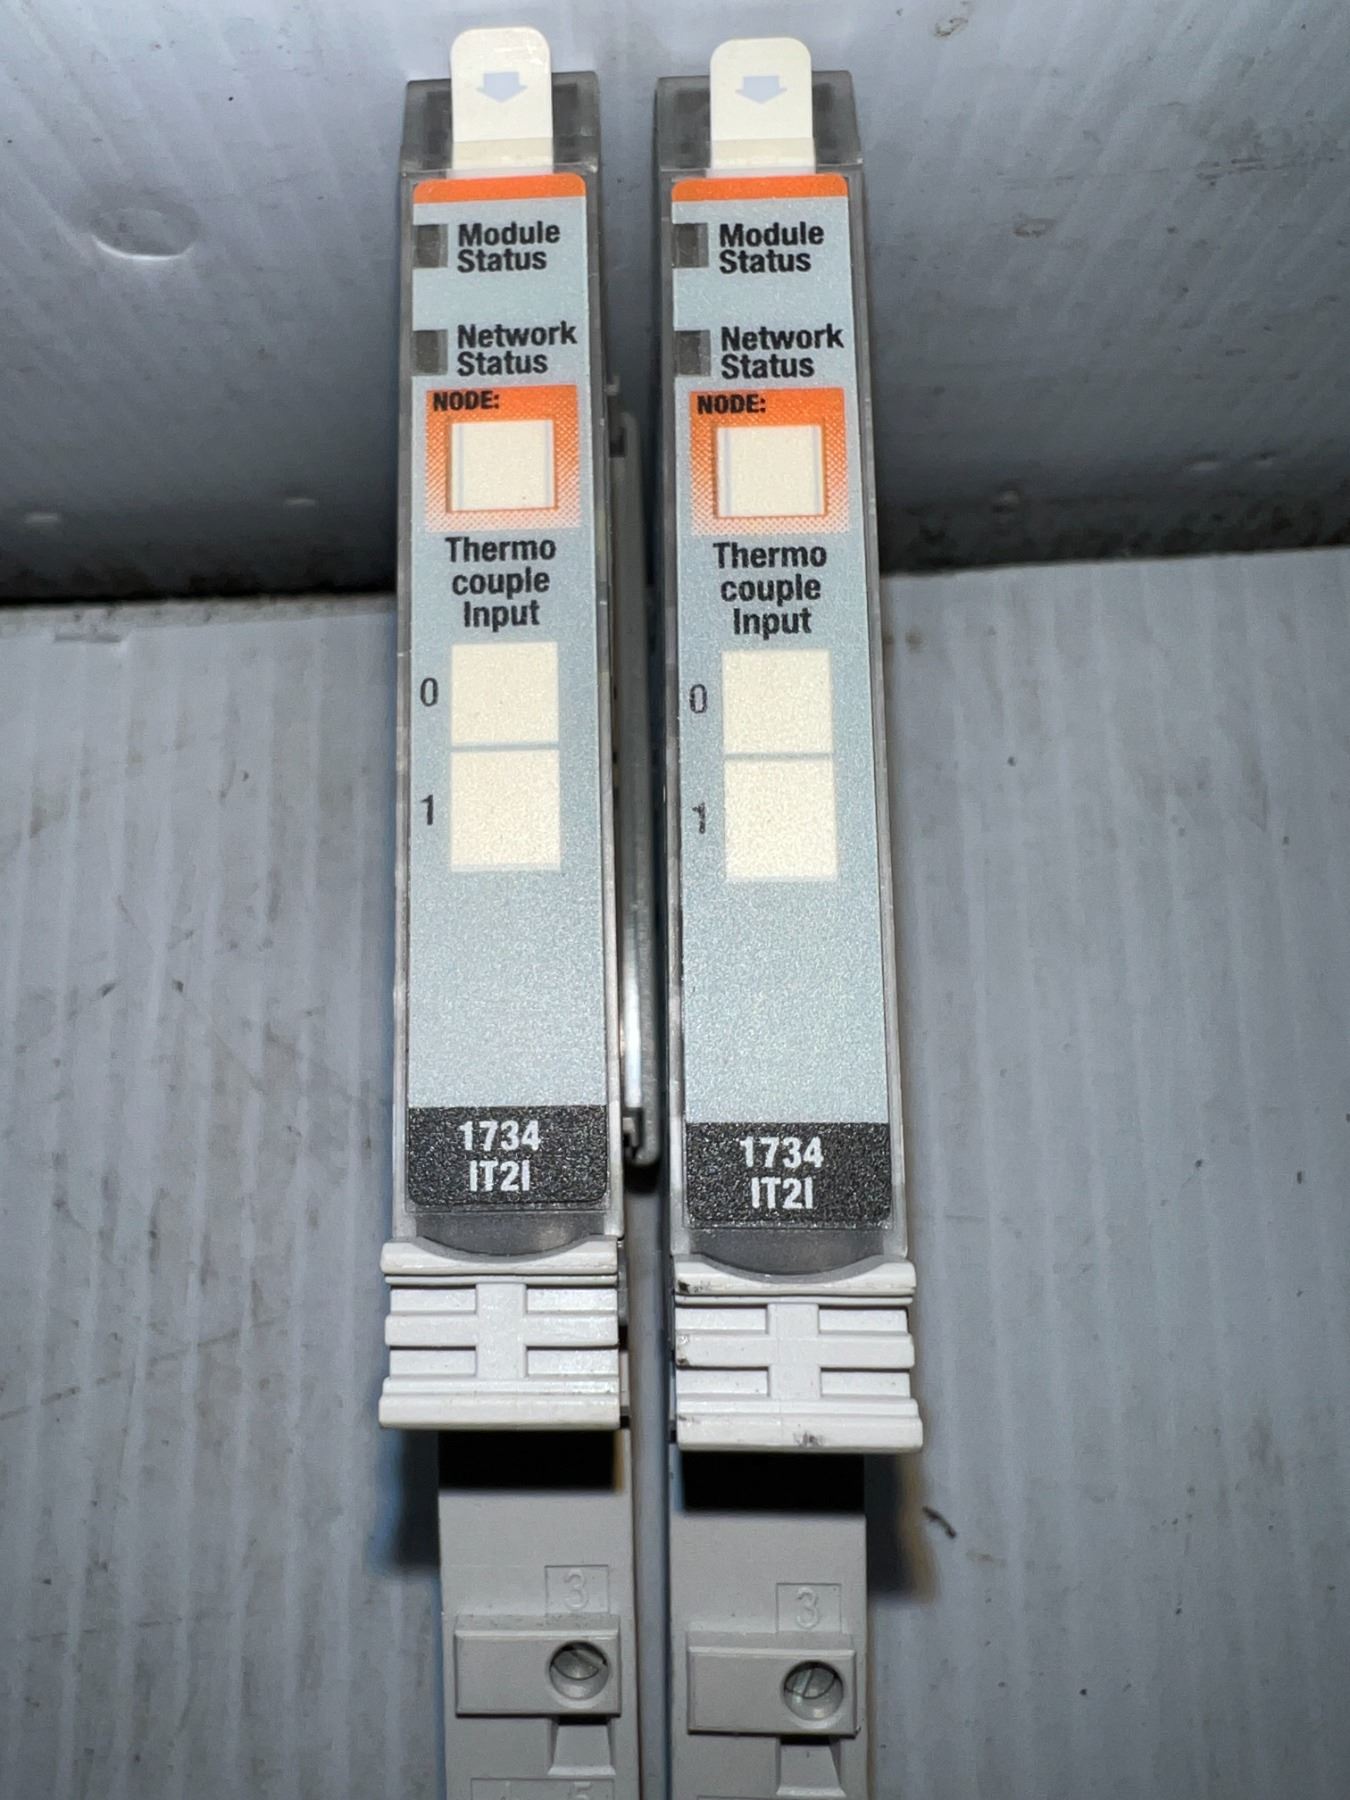 Module
Status
Network
Status
NODE:
Thermo
couple
Input
0
1
1734
IT2I
3
Module
Status
Network
Status
NODE:
Thermo
couple
Input
0
1
1734
IT2I
3